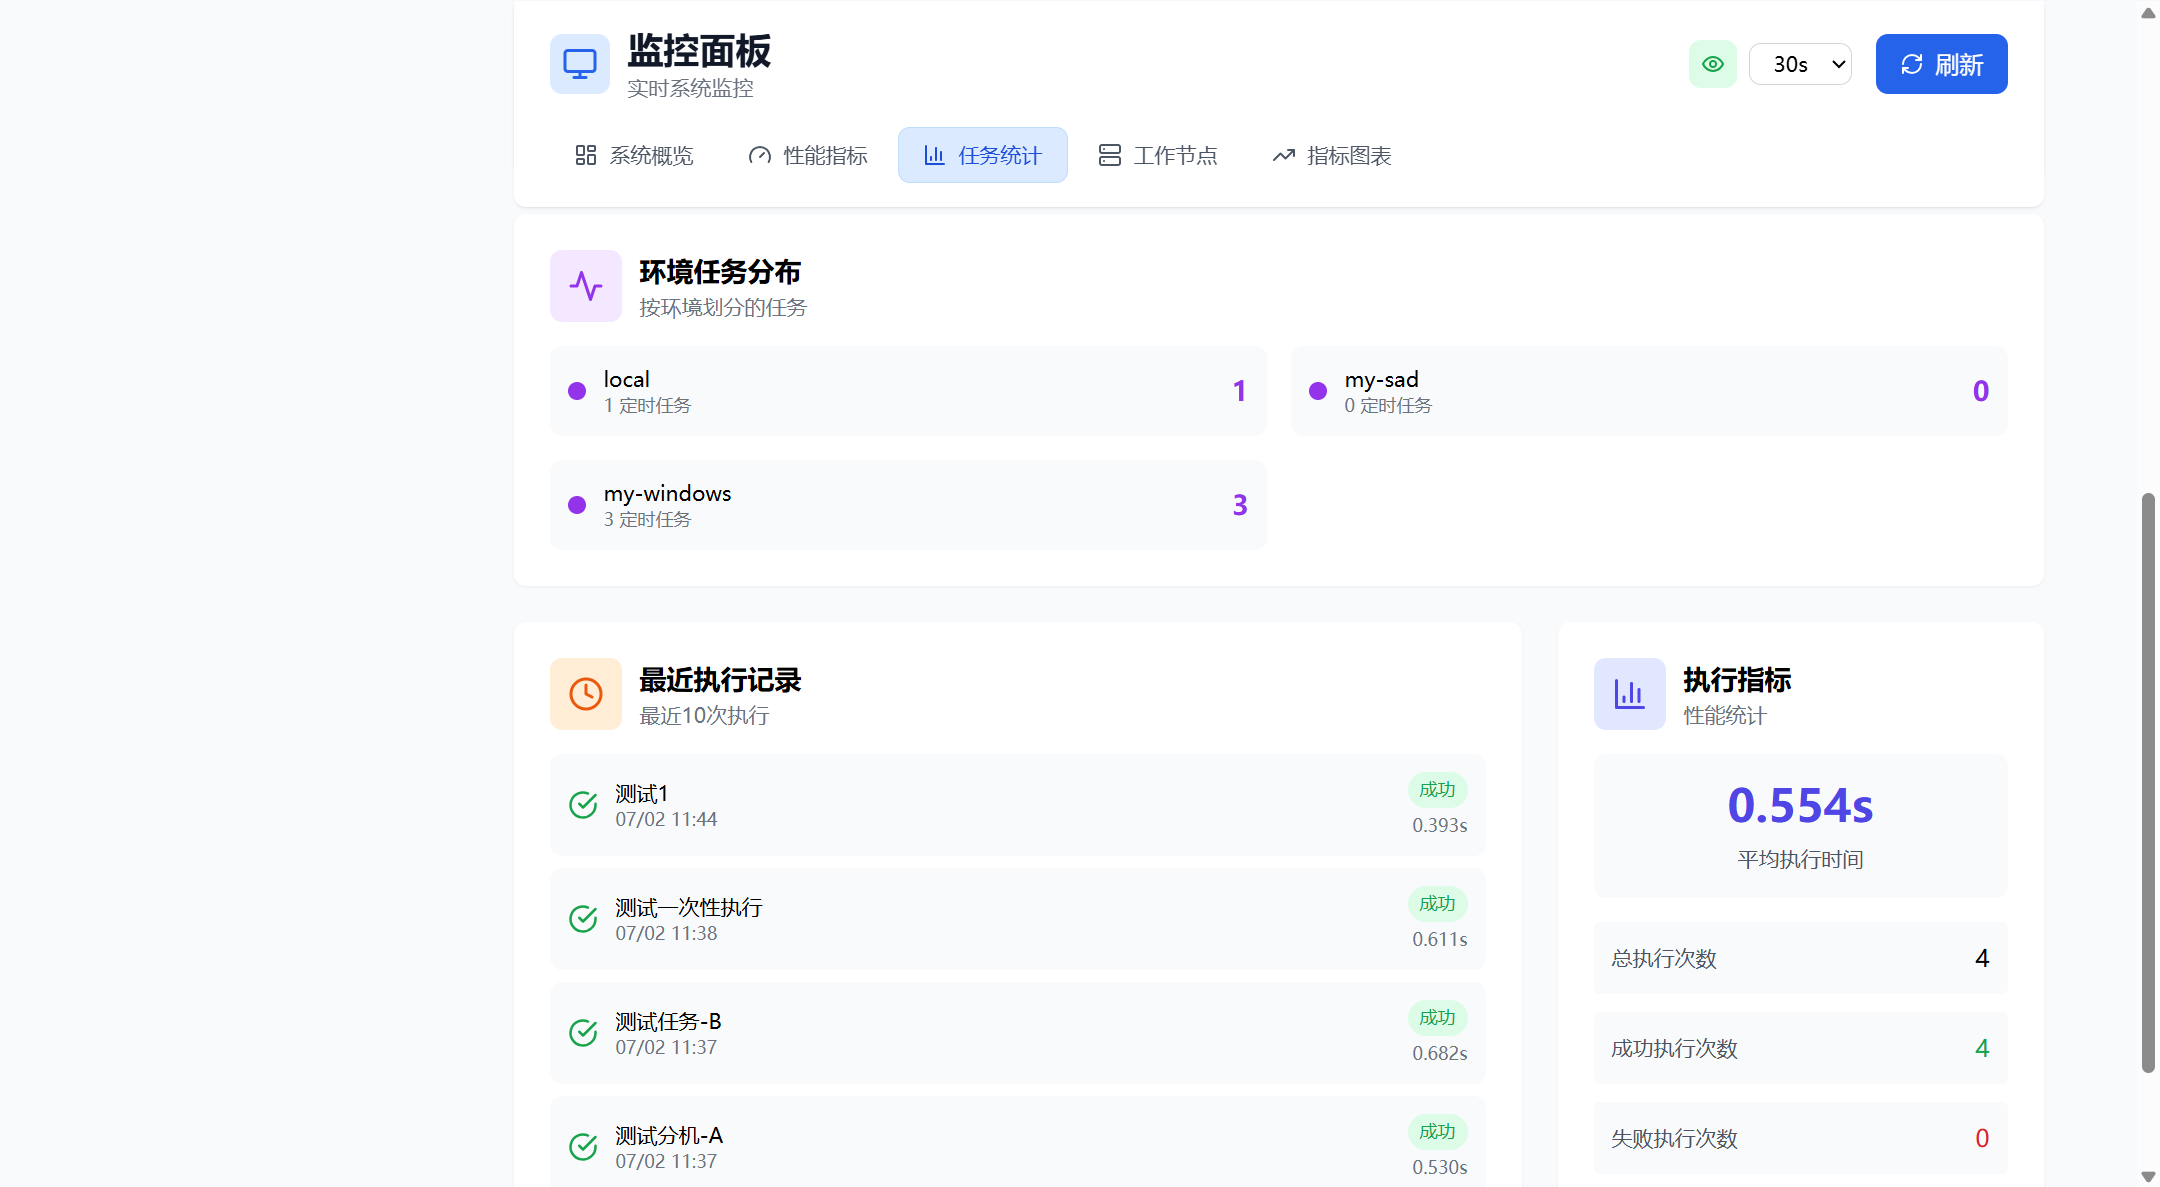 监控面板
实时系统监控
30s
刷新
系统概览
性能指标
任务统计
工作节点
指标图表
环境任务分布
按环境划分的任务
local
1 定时任务
1
my-sad
0 定时任务
0
my-windows
3 定时任务
3
最近执行记录
最近10次执行
测试1
07/02 11:44
成功
0.393s
测试一次性执行
07/02 11:38
成功
0.611s
测试任务-B
07/02 11:37
成功
0.682s
测试分机-A
07/02 11:37
成功
0.530s
执行指标
性能统计
0.554s
平均执行时间
总执行次数
4
成功执行次数
4
失败执行次数
0